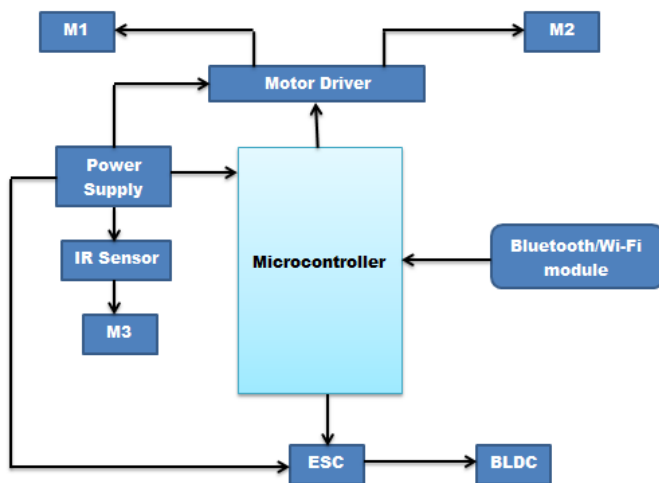 M1
M2
Motor Driver
Power
Supply
IR Sensor
M3
Microcontroller
Bluetooth/Wi-Fi
module
ESC
BLDC